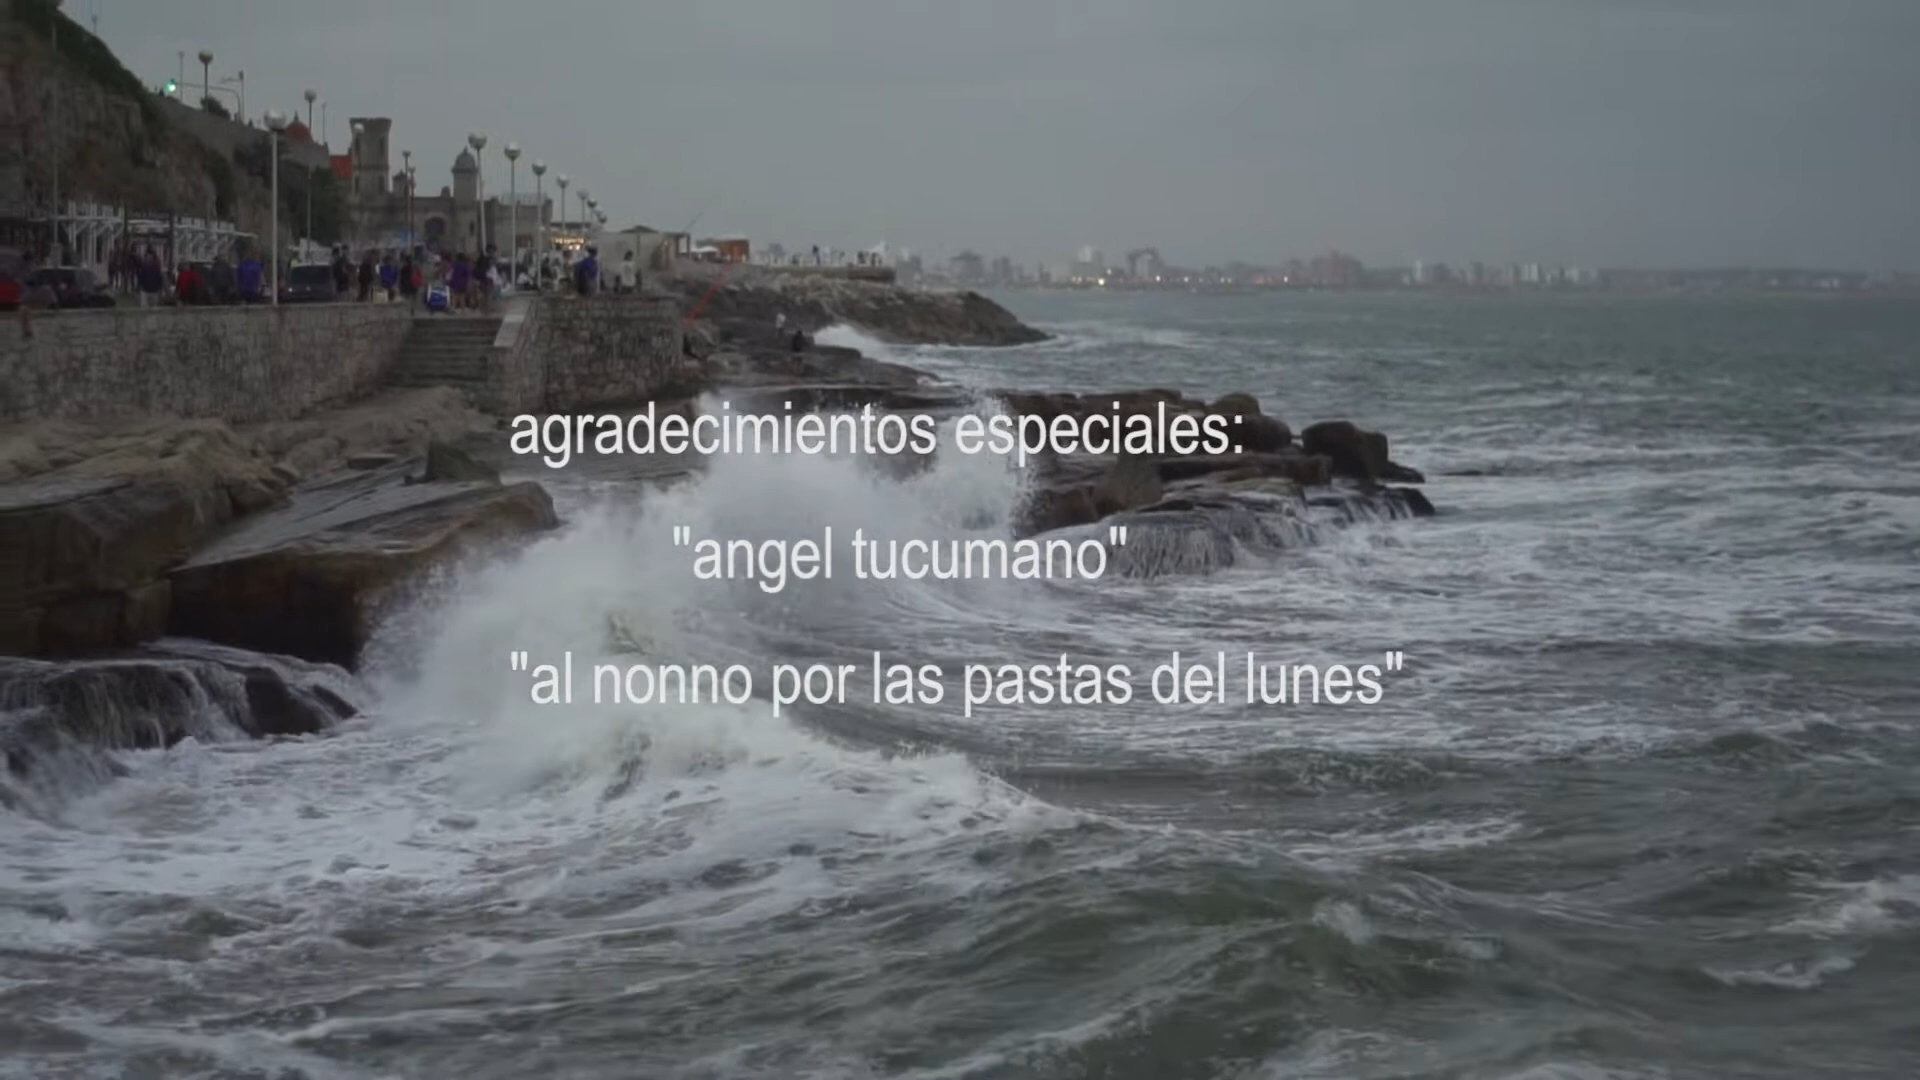 agradecimientos especiales:
"angel tucumano"
"al nonno por las pastas del lunes"